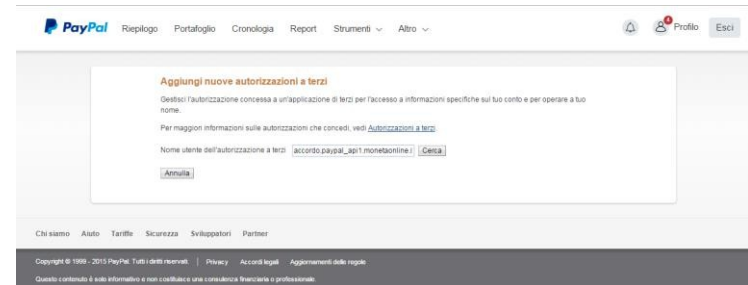 PayPal Riepilogo Portafoglio Cronologia Report Strumenti Altro 4 Profilo Esci
Aggiungi nuove autorizzazioni a terzi
Gestisci l'autorizzazione concessa a un'applicazione di terzi per l'accesso a informazioni specifiche sul tuo conto e per operare a tuo
nome.
Per maggiori informazioni sulle autorizzazioni che concedi, vedi Autorizzazioni a terzi.
Nome utente dell'autorizzazione a terzi accordo.paypal_api1.monetaonline.i Cerca
Annulla
Chi siamo Aiuto Tariffe Sicurezza Sviluppatori Partner
Copyright © 1999 - 2015 PayPal. Tutti i diritti riservati. | Privacy Accordi legali Aggiornamenti delle regole
Questo contenuto è solo informativo e non costituisce una consulenza finanziaria o professionale.